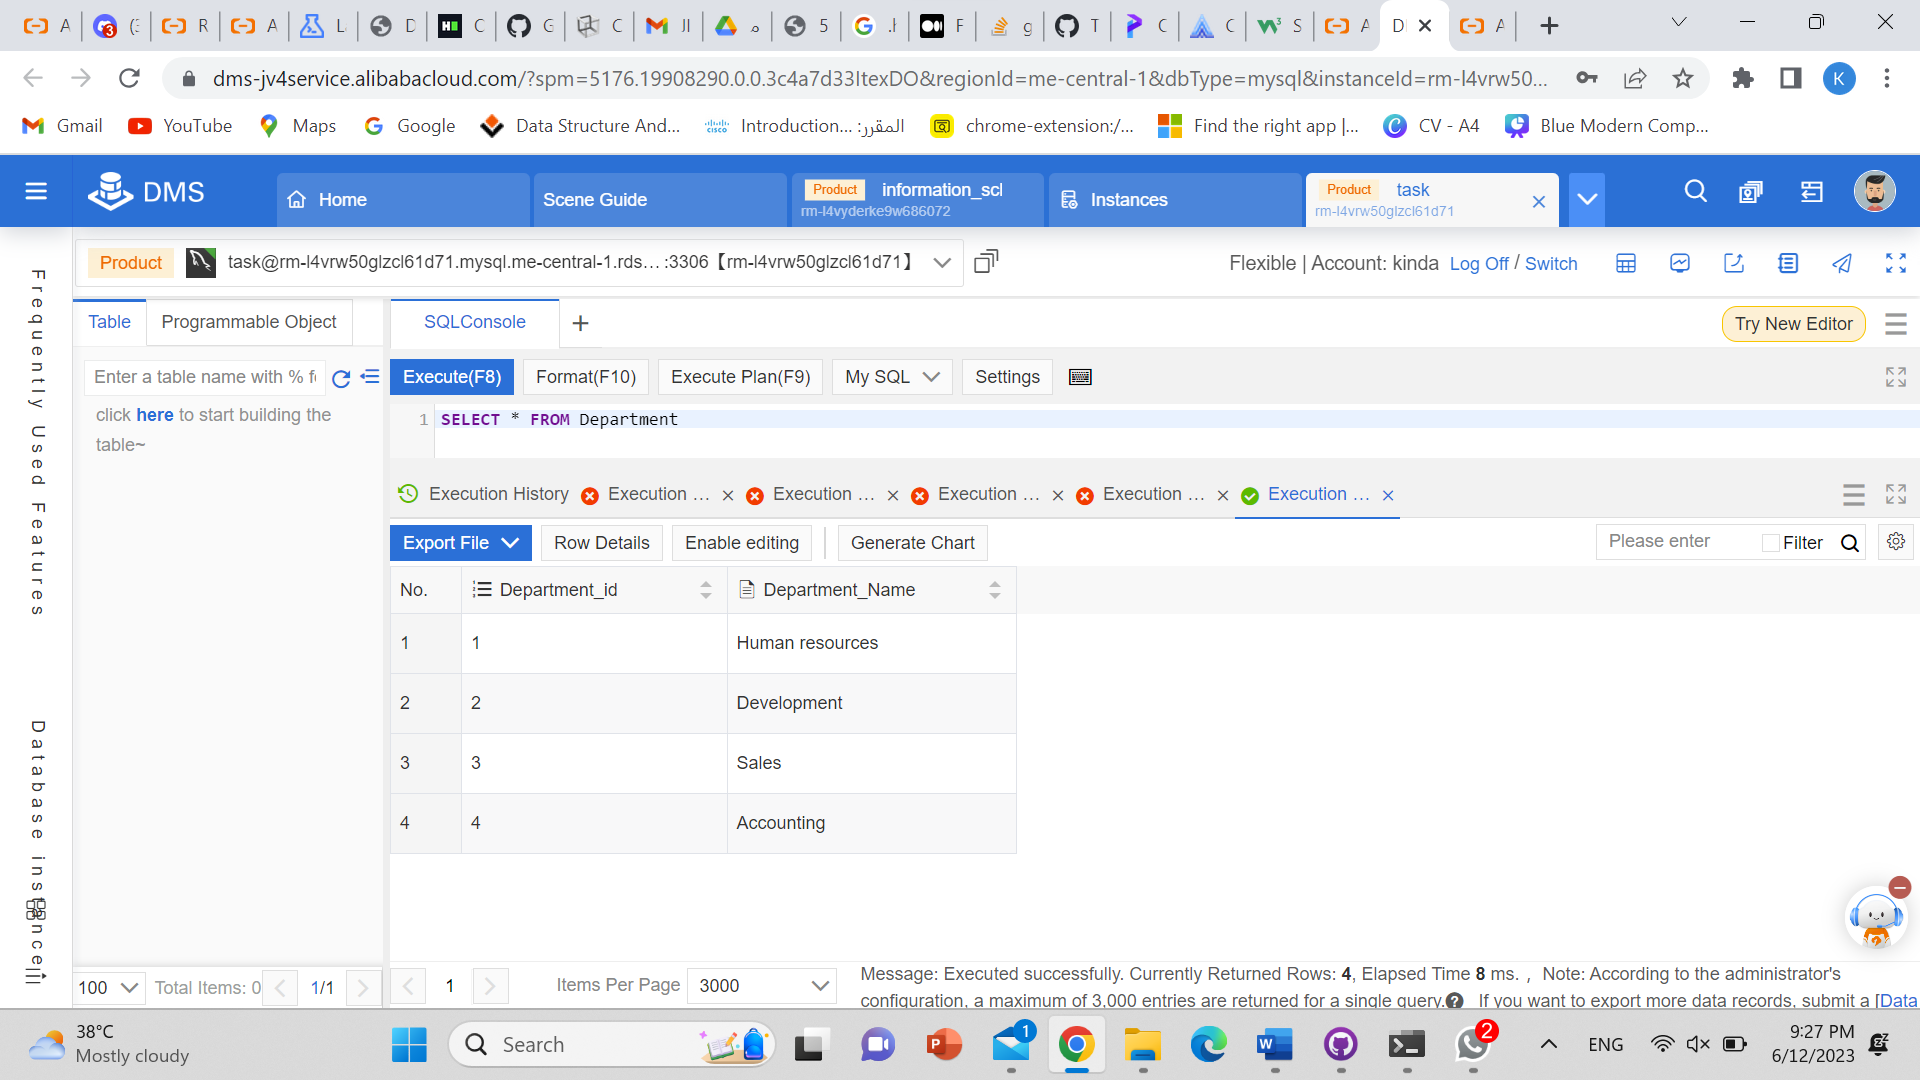 A
(3
R
A
L
D
C
G
C
JI
م
5
.h
F
g
T
C
C
S
A
D
A
dms-jv4service.alibabacloud.com/?spm=5176.19908290.0.0.3c4a7d33ItexDO&regionId=me-central-1&dbType=mysql&instanceId=rm-l4vrw50...
K
Gmail
YouTube
Maps
Google
Data Structure And...
Introduction... :المقرر
chrome-extension:/...
Find the right app |...
CV - A4
Blue Modern Comp...
DMS
Home
Scene Guide
Product information_scl
rm-l4vyderke9w686072
Instances
Product task
rm-l4vrw50glzcl61d71
Product
task@rm-l4vrw50glzcl61d71.mysql.me-central-1.rds... :3306【rm-l4vrw50glzcl61d71】
Flexible | Account: kinda Log Off / Switch
Frequently Used Features
Database instance
Table
Programmable Object
SQLConsole
Try New Editor
Enter a table name with % f
click here to start building the
table~
Execute(F8)
Format(F10)
Execute Plan(F9)
My SQL
Settings
1 SELECT * FROM Department
Execution History
Execution ...
Execution ...
Execution ...
Execution ...
Execution ...
Export File
Row Details
Enable editing
Generate Chart
Please enter
Filter
No. Department_id Department_Name
1 1 Human resources
2 2 Development
3 3 Sales
4 4 Accounting
100 Total Items: 0 1/1
1
Items Per Page 3000
Message: Executed successfully. Currently Returned Rows: 4, Elapsed Time 8 ms. , Note: According to the administrator's
configuration, a maximum of 3,000 entries are returned for a single query. If you want to export more data records, submit a [Data
38°C
Mostly cloudy
Search
1
2
ENG
9:27 PM
6/12/2023